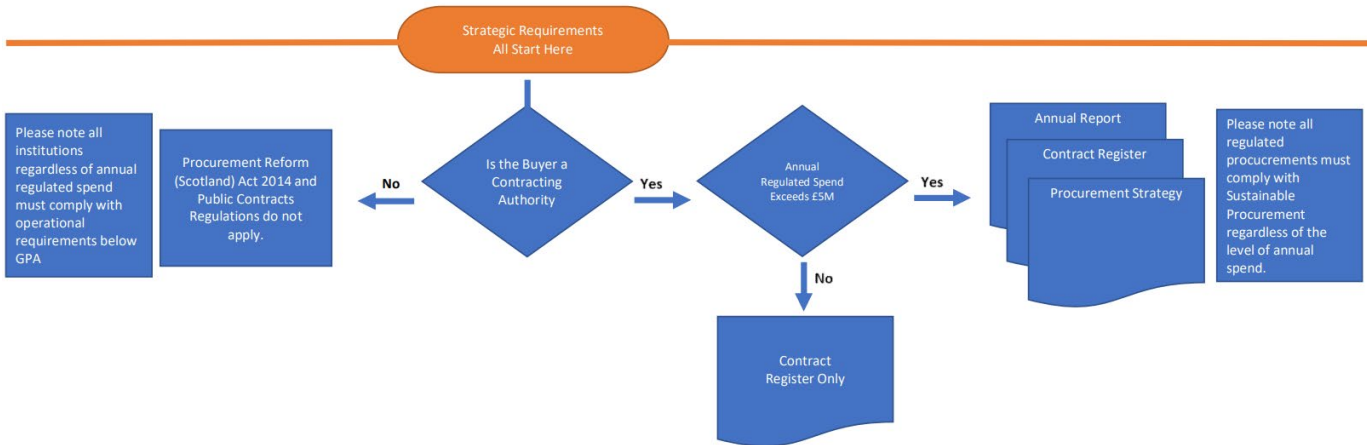 Strategic Requirements
All Start Here
Please note all
institutions
regardless of annual
regulated spend
must comply with
operational
requirements below
GPA
Procurement Reform
(Scotland) Act 2014 and
Public Contracts
Regulations do not
apply.
No
Is the Buyer a
Contracting
Authority
Yes
Annual
Regulated Spend
Exceeds £5M
Yes
Annual Report
Contract Register
Procurement Strategy
Please note all
regulated
procucrements must
comply with
Sustainable
Procurement
regardless of the
level of annual
spend.
No
Contract
Register Only